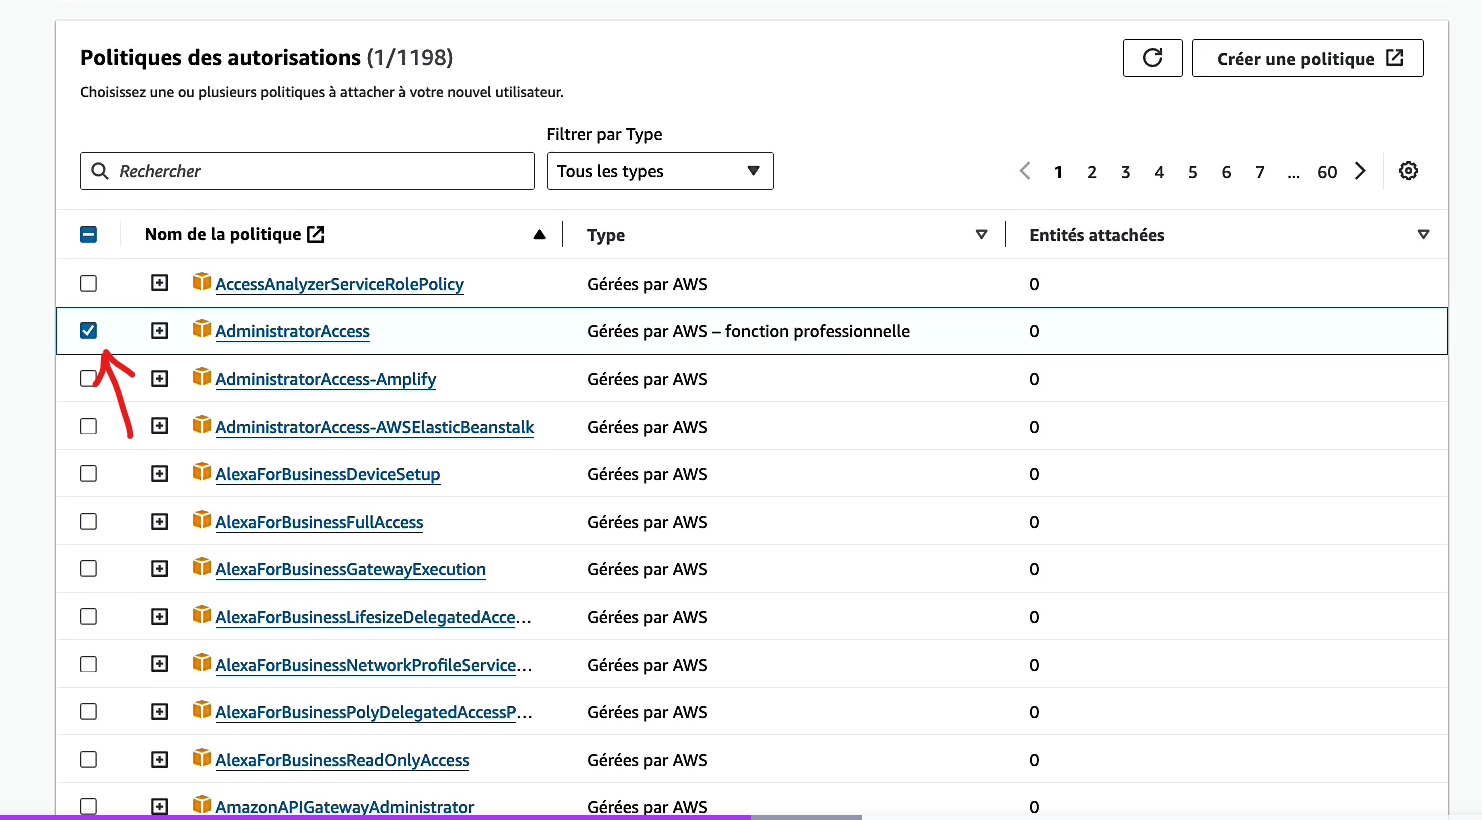 Politiques des autorisations (1/1198)
Créer une politique
Choisissez une ou plusieurs politiques à attacher à votre nouvel utilisateur.
Filtrer par Type
Rechercher
Tous les types
1 2 3 4 5 6 7 ... 60
Nom de la politique Type Entités attachées
AccessAnalyzerServiceRolePolicy Gérées par AWS 0
AdministratorAccess Gérées par AWS – fonction professionnelle 0
AdministratorAccess-Amplify Gérées par AWS 0
AdministratorAccess-AWSElasticBeanstalk Gérées par AWS 0
AlexaForBusinessDeviceSetup Gérées par AWS 0
AlexaForBusinessFullAccess Gérées par AWS 0
AlexaForBusinessGatewayExecution Gérées par AWS 0
AlexaForBusinessLifesizeDelegatedAcce... Gérées par AWS 0
AlexaForBusinessNetworkProfileService... Gérées par AWS 0
AlexaForBusinessPolyDelegatedAccessP... Gérées par AWS 0
AlexaForBusinessReadOnlyAccess Gérées par AWS 0
AmazonAPIGatewayAdministrator Gérées par AWS 0